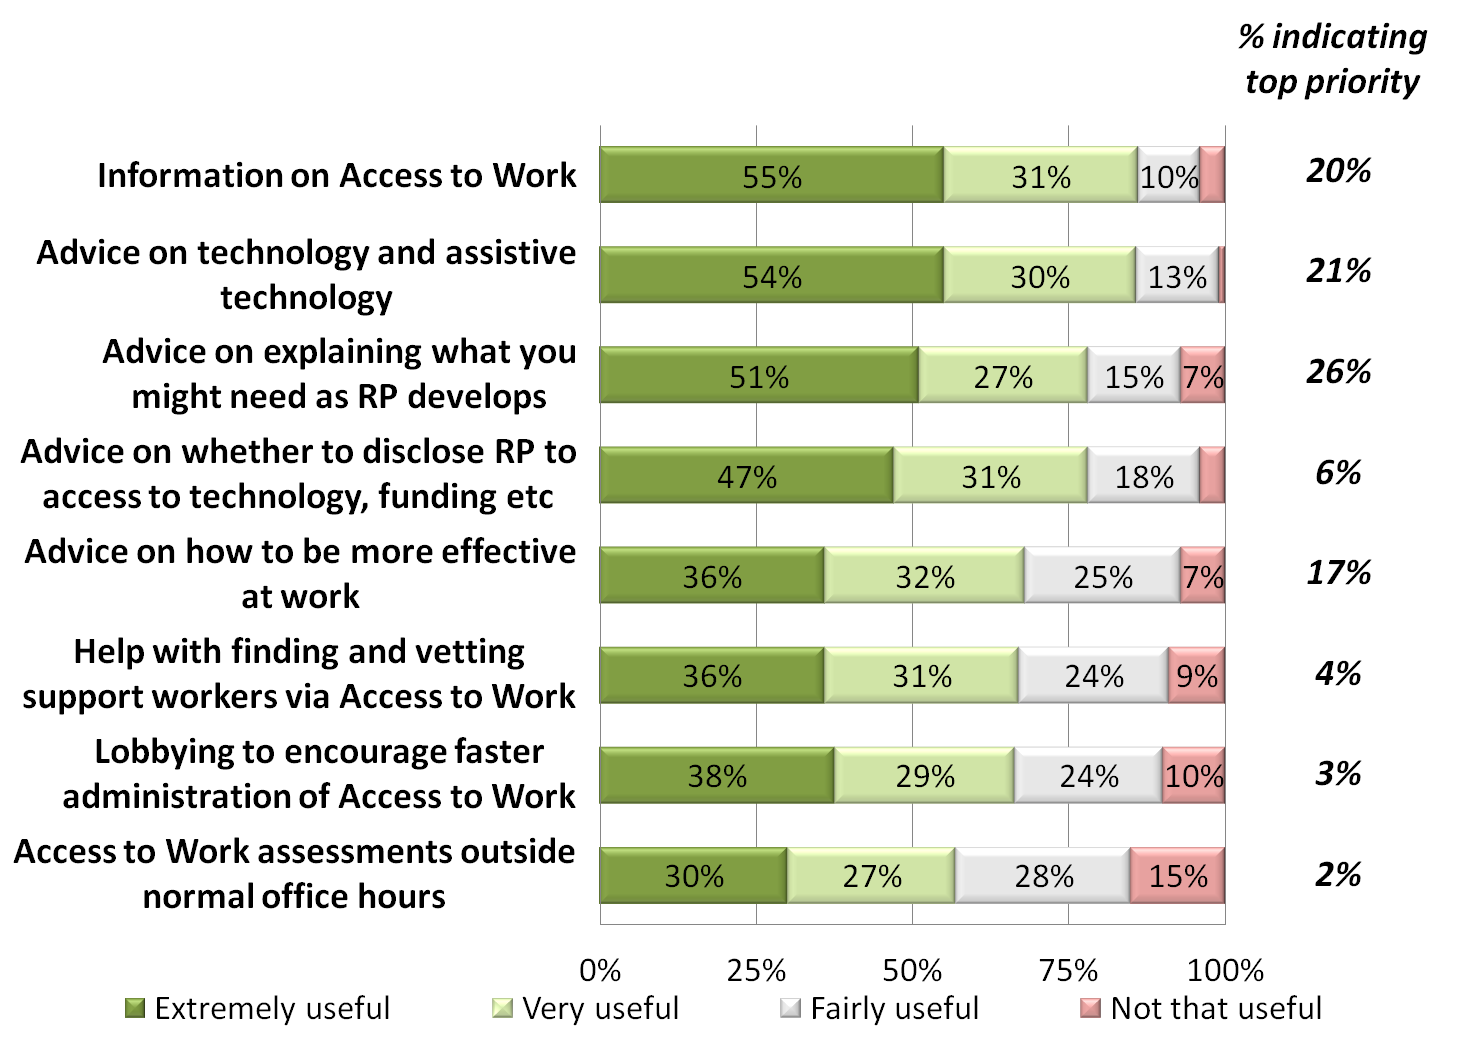 % indicating
top priority
Information on Access to Work
55% 31% 10% 20%
Advice on technology and assistive
technology
54% 30% 13% 21%
Advice on explaining what you
might need as RP develops
51% 27% 15% 7% 26%
Advice on whether to disclose RP to
access to technology, funding etc
47% 31% 18% 6%
Advice on how to be more effective
at work
36% 32% 25% 7% 17%
Help with finding and vetting
support workers via Access to Work
36% 31% 24% 9% 4%
Lobbying to encourage faster
administration of Access to Work
38% 29% 24% 10% 3%
Access to Work assessments outside
normal office hours
30% 27% 28% 15% 2%
0% 25% 50% 75% 100%
Extremely useful Very useful Fairly useful Not that useful